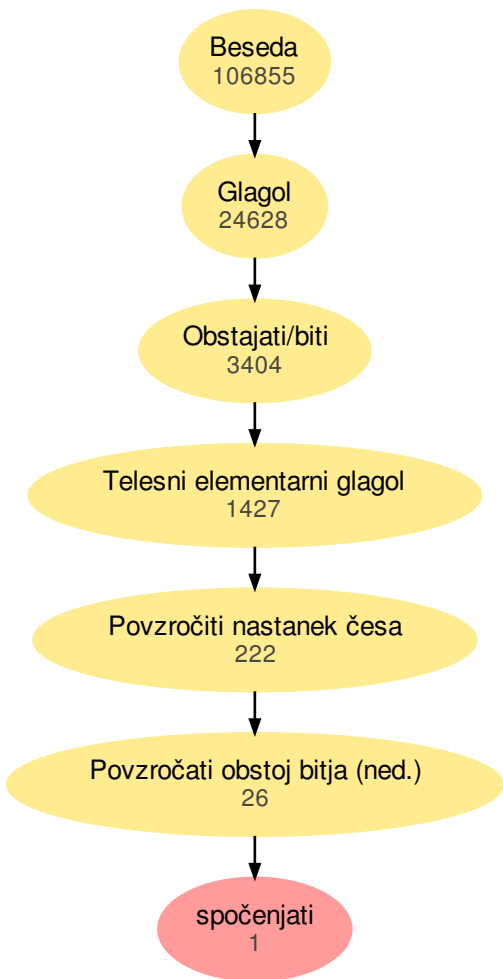 Beseda
106855
Glagol
24628
Obstajati/biti
3404
Telesni elementarni glagol
1427
Povzročiti nastanek česa
222
Povzročati obstoj bitja (ned.)
26
spočenjati
1